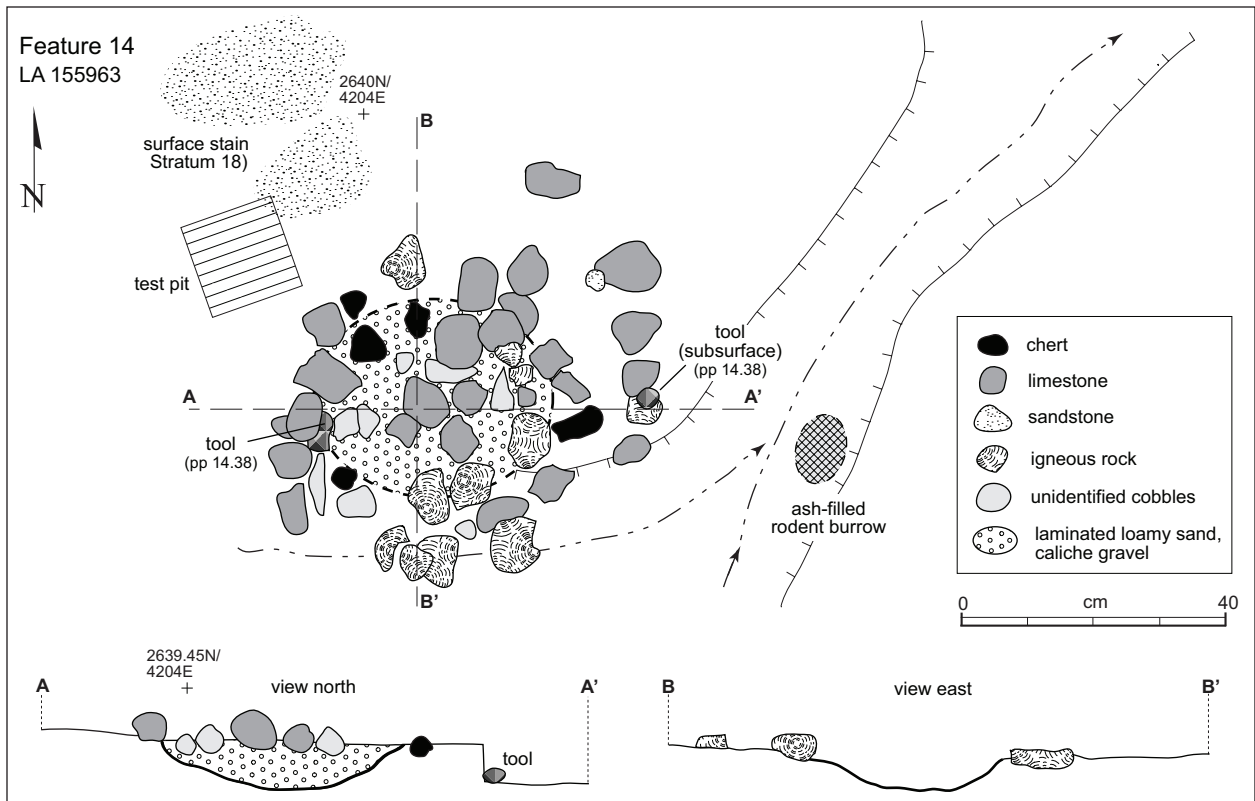 Feature 14
LA 155963
2640N/
4204E
surface stain
Stratum 18)
N
test pit
B
A
A’
tool
(subsurface)
(pp 14.38)
tool
(pp 14.38)
B’
ash-filled
rodent burrow
chert
limestone
sandstone
igneous rock
unidentified cobbles
laminated loamy sand,
caliche gravel
0 cm 40
2639.45N/
4204E
A view north A’
tool
B view east B’